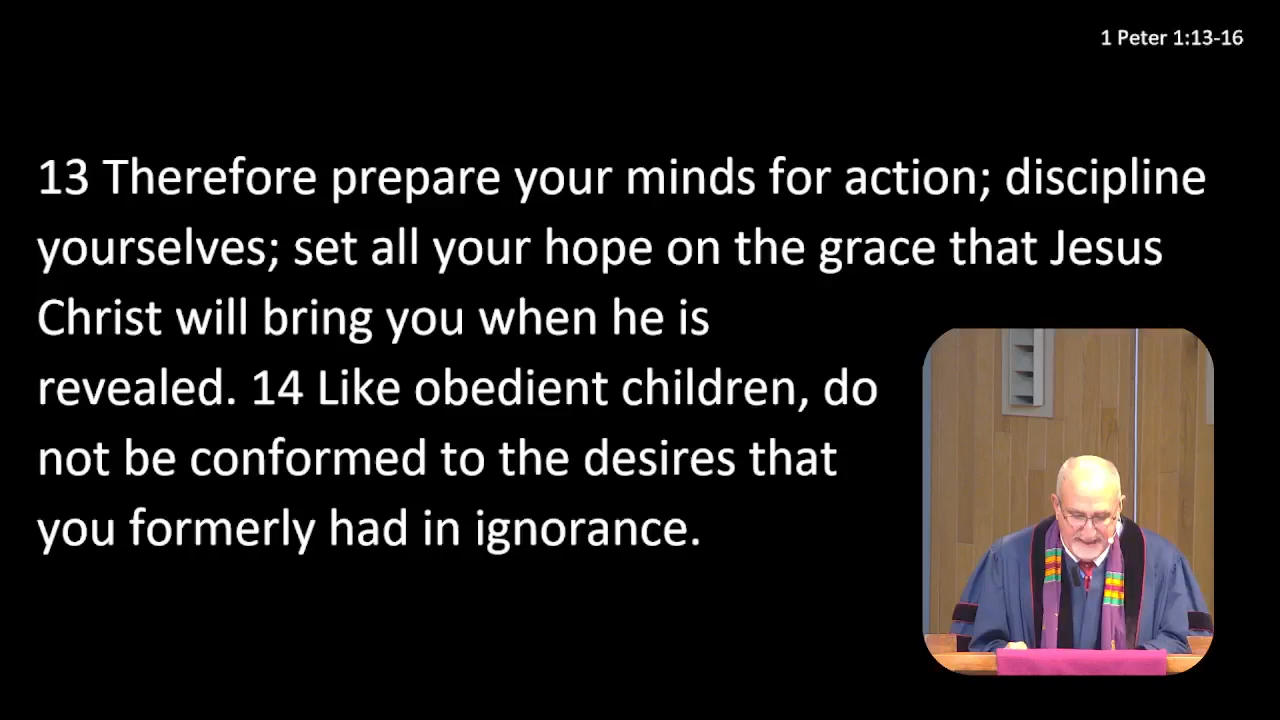 1 Peter 1:13-16
13 Therefore prepare your minds for action; discipline
yourselves; set all your hope on the grace that Jesus
Christ will bring you when he is
revealed. 14 Like obedient children, do
not be conformed to the desires that
you formerly had in ignorance.